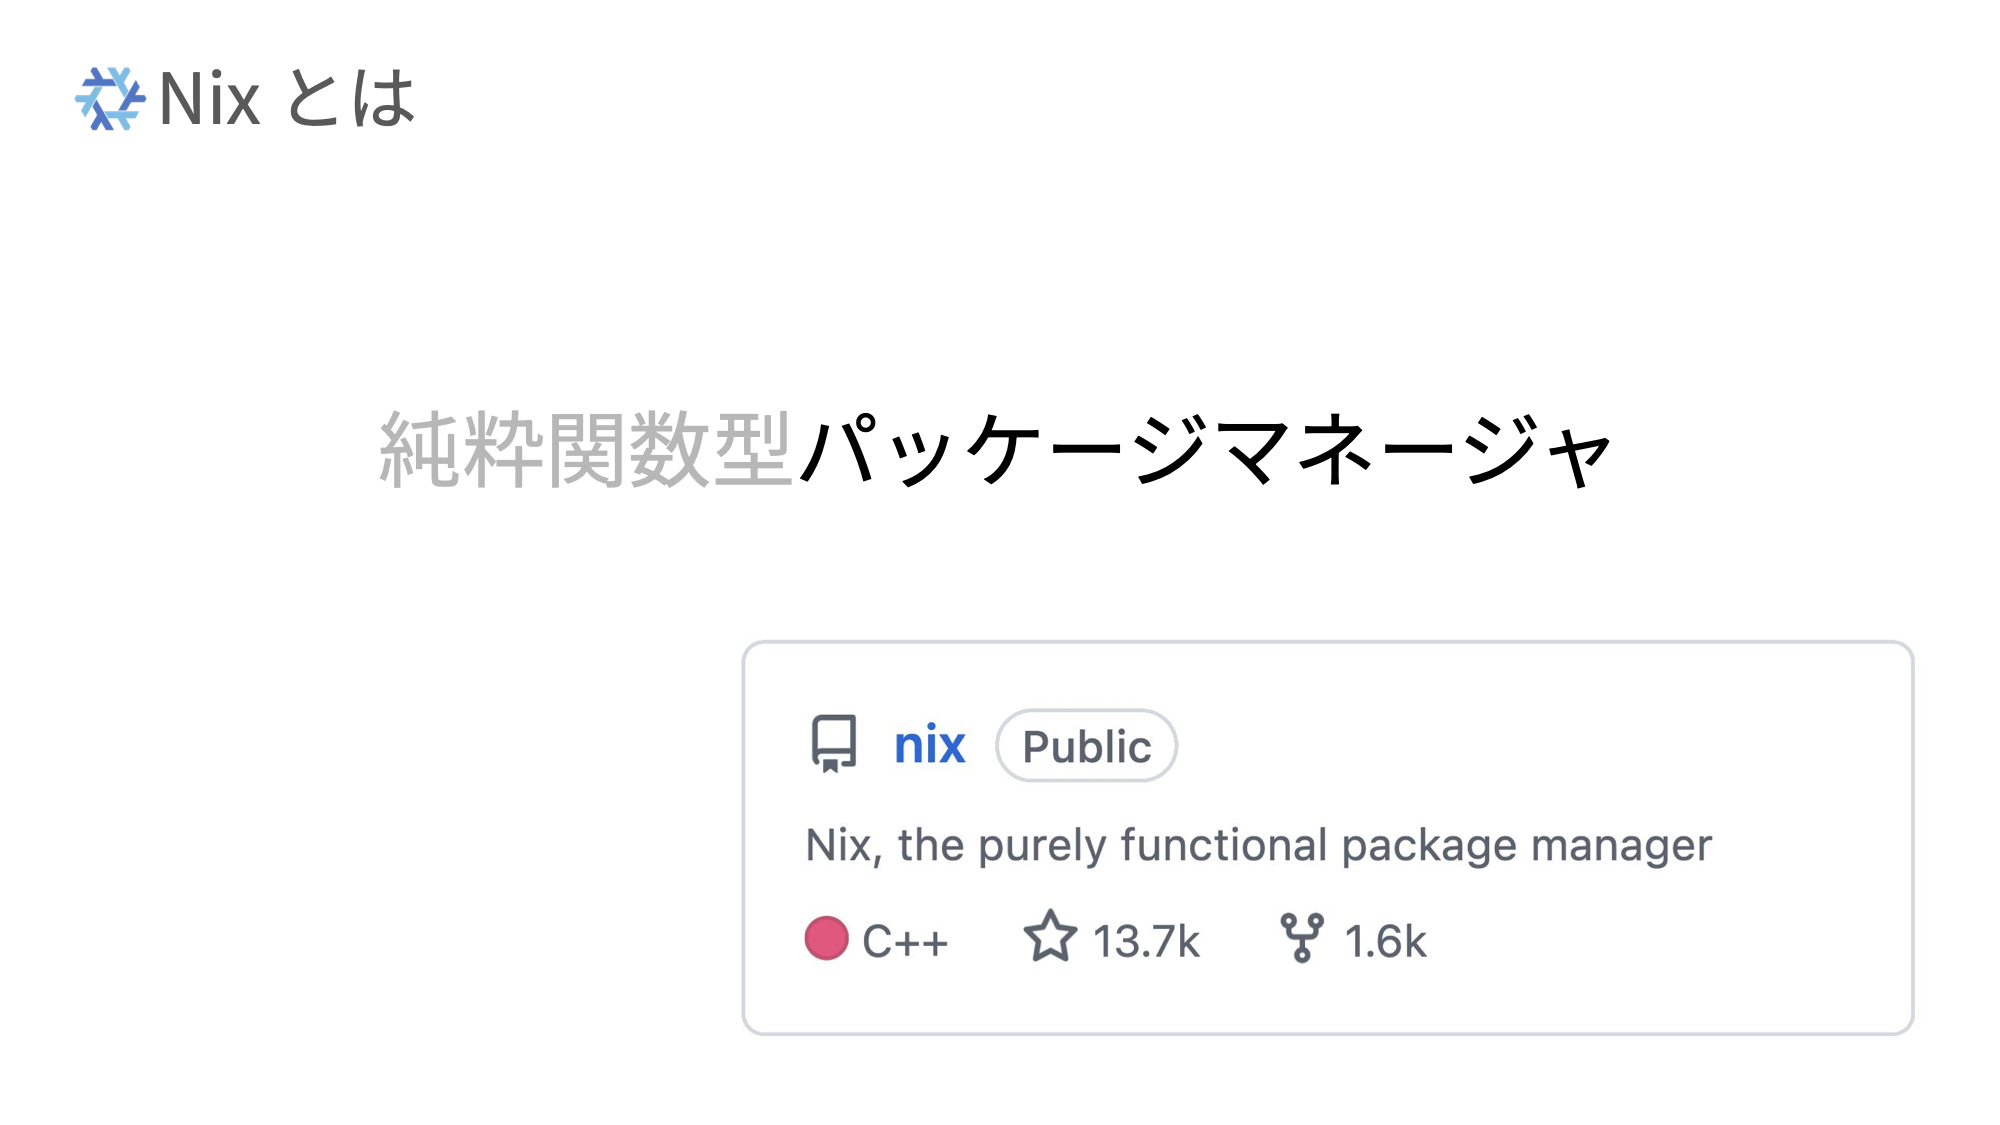 Nix とは
純粋関数型パッケージマネージャ
nix Public
Nix, the purely functional package manager
C++ 13.7k 1.6k